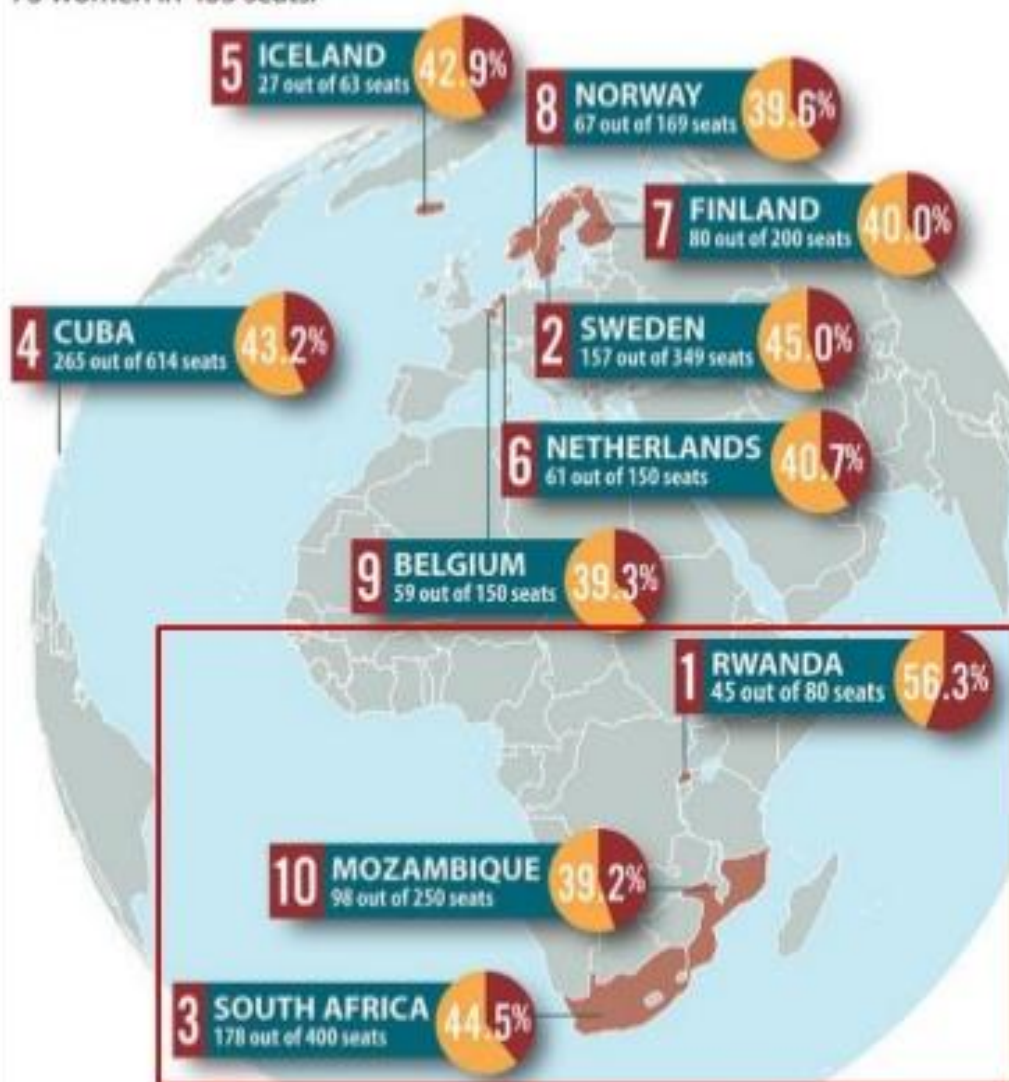 5 ICELAND
27 out of 63 seats
42.9%
8 NORWAY
67 out of 169 seats
39.6%
7 FINLAND
80 out of 200 seats
40.0%
4 CUBA
265 out of 614 seats
43.2%
2 SWEDEN
157 out of 349 seats
45.0%
6 NETHERLANDS
61 out of 150 seats
40.7%
9 BELGIUM
59 out of 150 seats
39.3%
1 RWANDA
45 out of 80 seats
56.3%
10 MOZAMBIQUE
98 out of 250 seats
39.2%
3 SOUTH AFRICA
178 out of 400 seats
44.5%